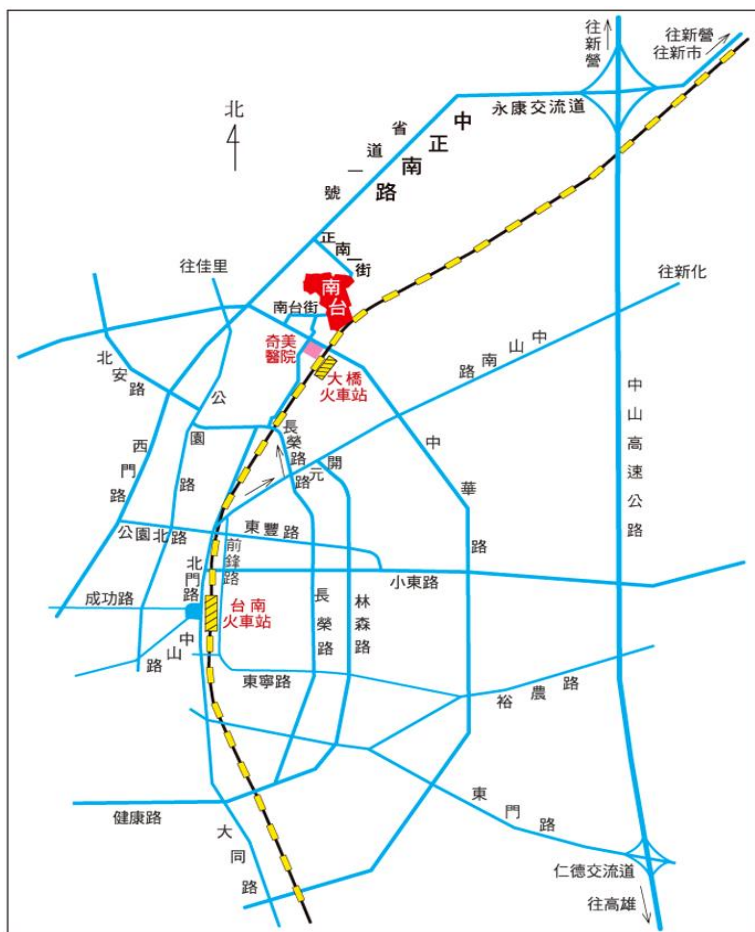 往新營
往新營
往新市
永康交流道
北
省道一號
中正南路
正南一街
往佳里
往新化
南台
南台街
奇美
醫院
大橋
火車站
中山南路
北安路
公園路
西門路
長榮路
開元路
中華路
中山高速公路
公園北路
東豐路
北門路
前鋒路
小東路
成功路
台南
火車站
長榮路
林森路
中山路
東寧路
裕農路
健康路
大同路
東門路
仁德交流道
往高雄